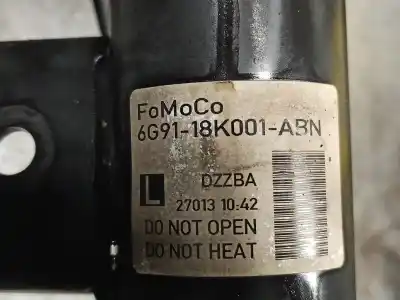 FoMoCo
6G91-18K001-ABN
L DZZBA
27013 10:42
DO NOT OPEN
DO NOT HEAT